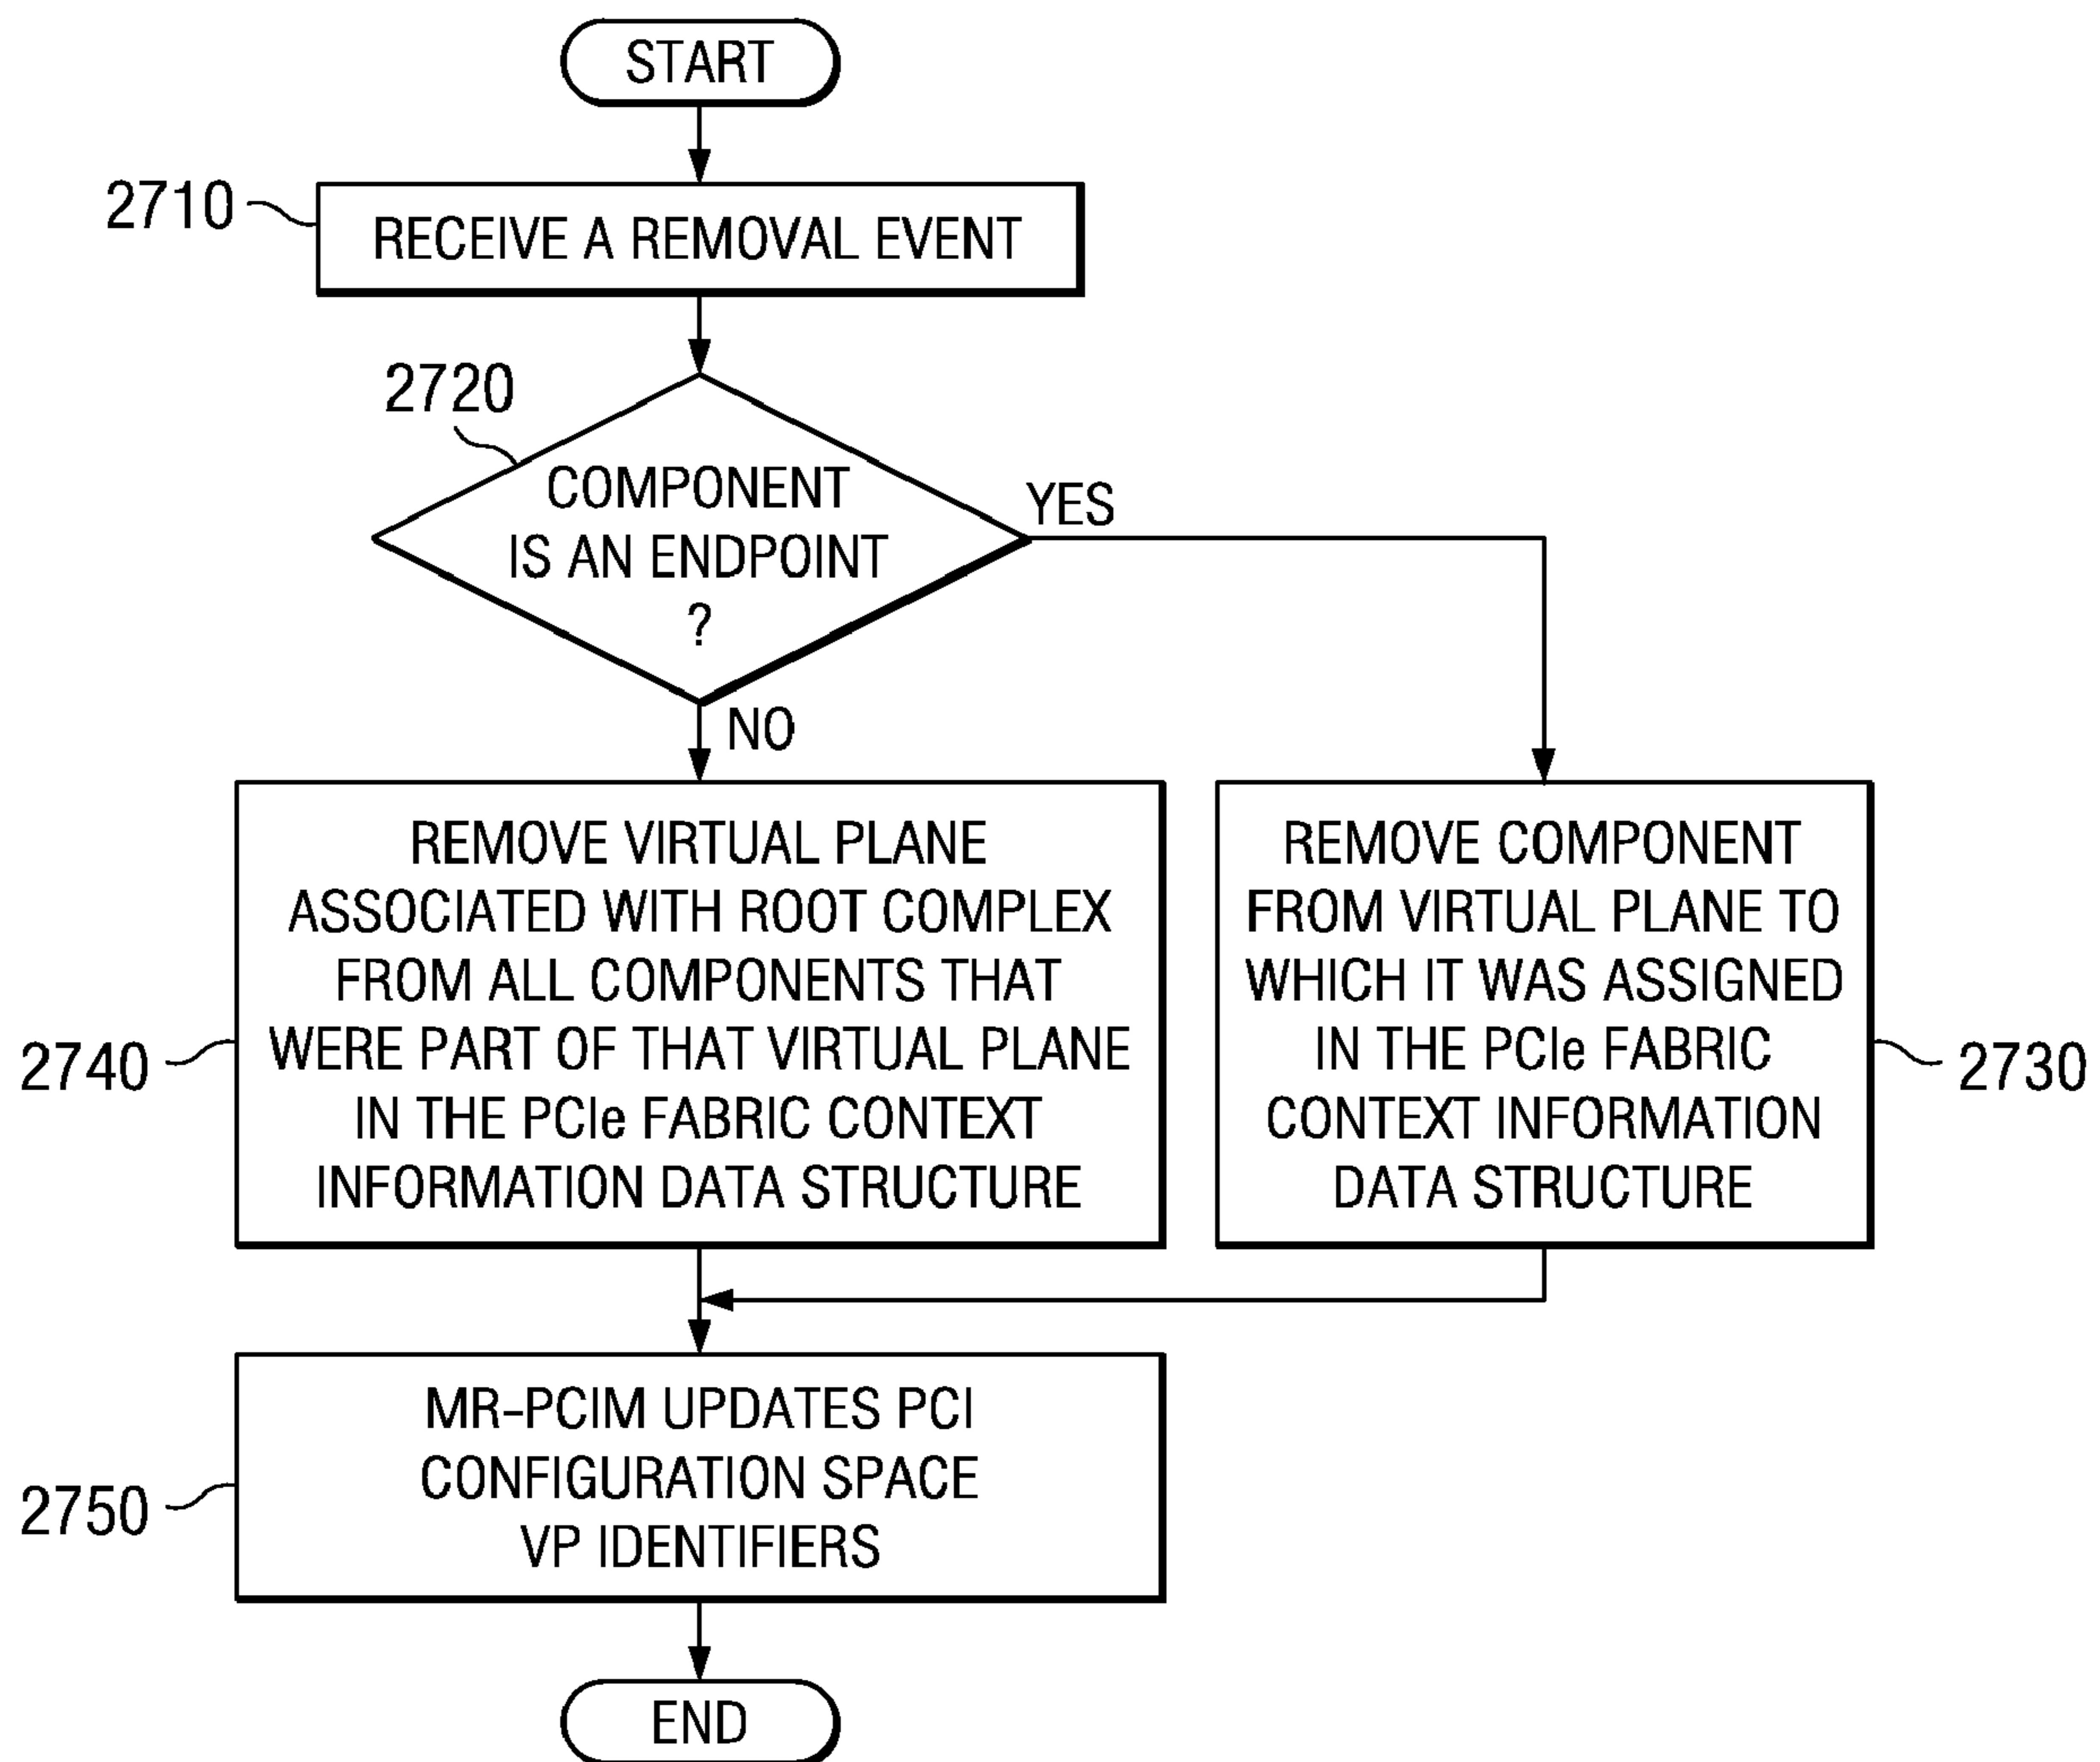 START
2710
RECEIVE A REMOVAL EVENT
2720
COMPONENT
IS AN ENDPOINT
?
YES
NO
REMOVE VIRTUAL PLANE
ASSOCIATED WITH ROOT COMPLEX
FROM ALL COMPONENTS THAT
WERE PART OF THAT VIRTUAL PLANE
IN THE PCIe FABRIC CONTEXT
INFORMATION DATA STRUCTURE
2740
REMOVE COMPONENT
FROM VIRTUAL PLANE TO
WHICH IT WAS ASSIGNED
IN THE PCIe FABRIC
CONTEXT INFORMATION
DATA STRUCTURE
2730
MR-PCIM UPDATES PCI
CONFIGURATION SPACE
VP IDENTIFIERS
2750
END